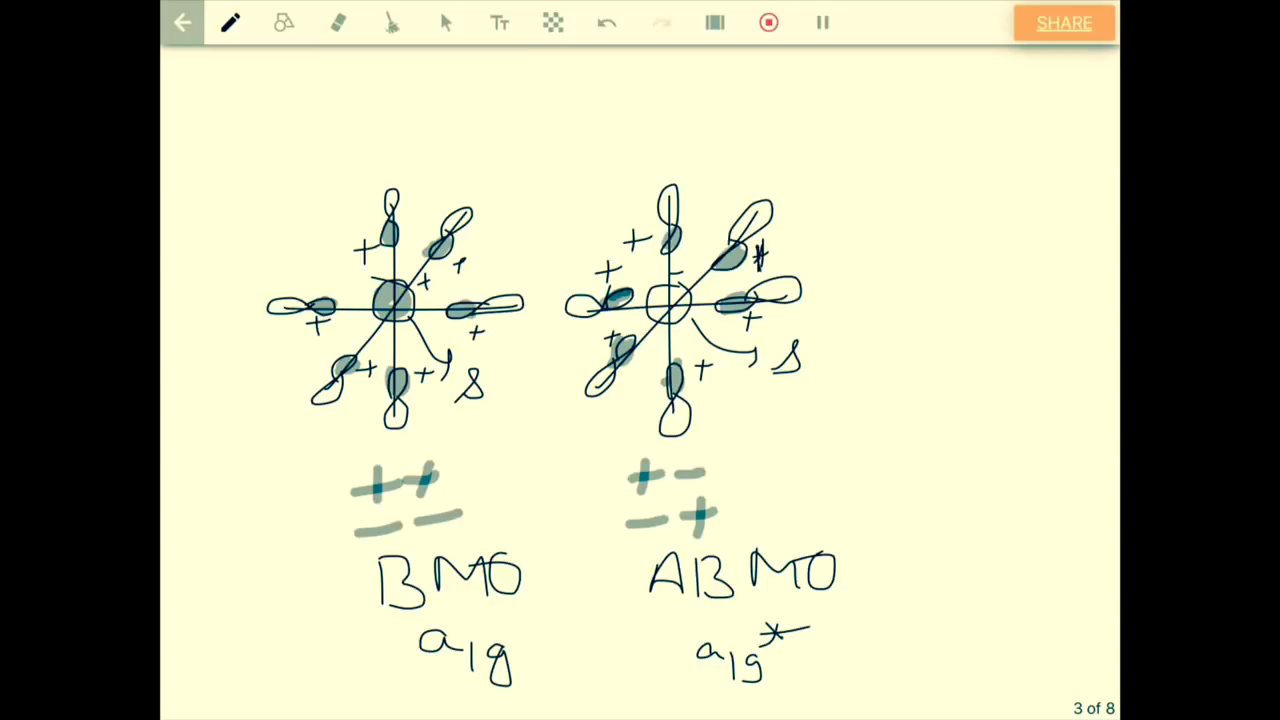 SHARE
+ + + + + + + s
+ + + + + - s
+ + + -
- - - +
BMO ABMO
a1g a1g*
3 of 8